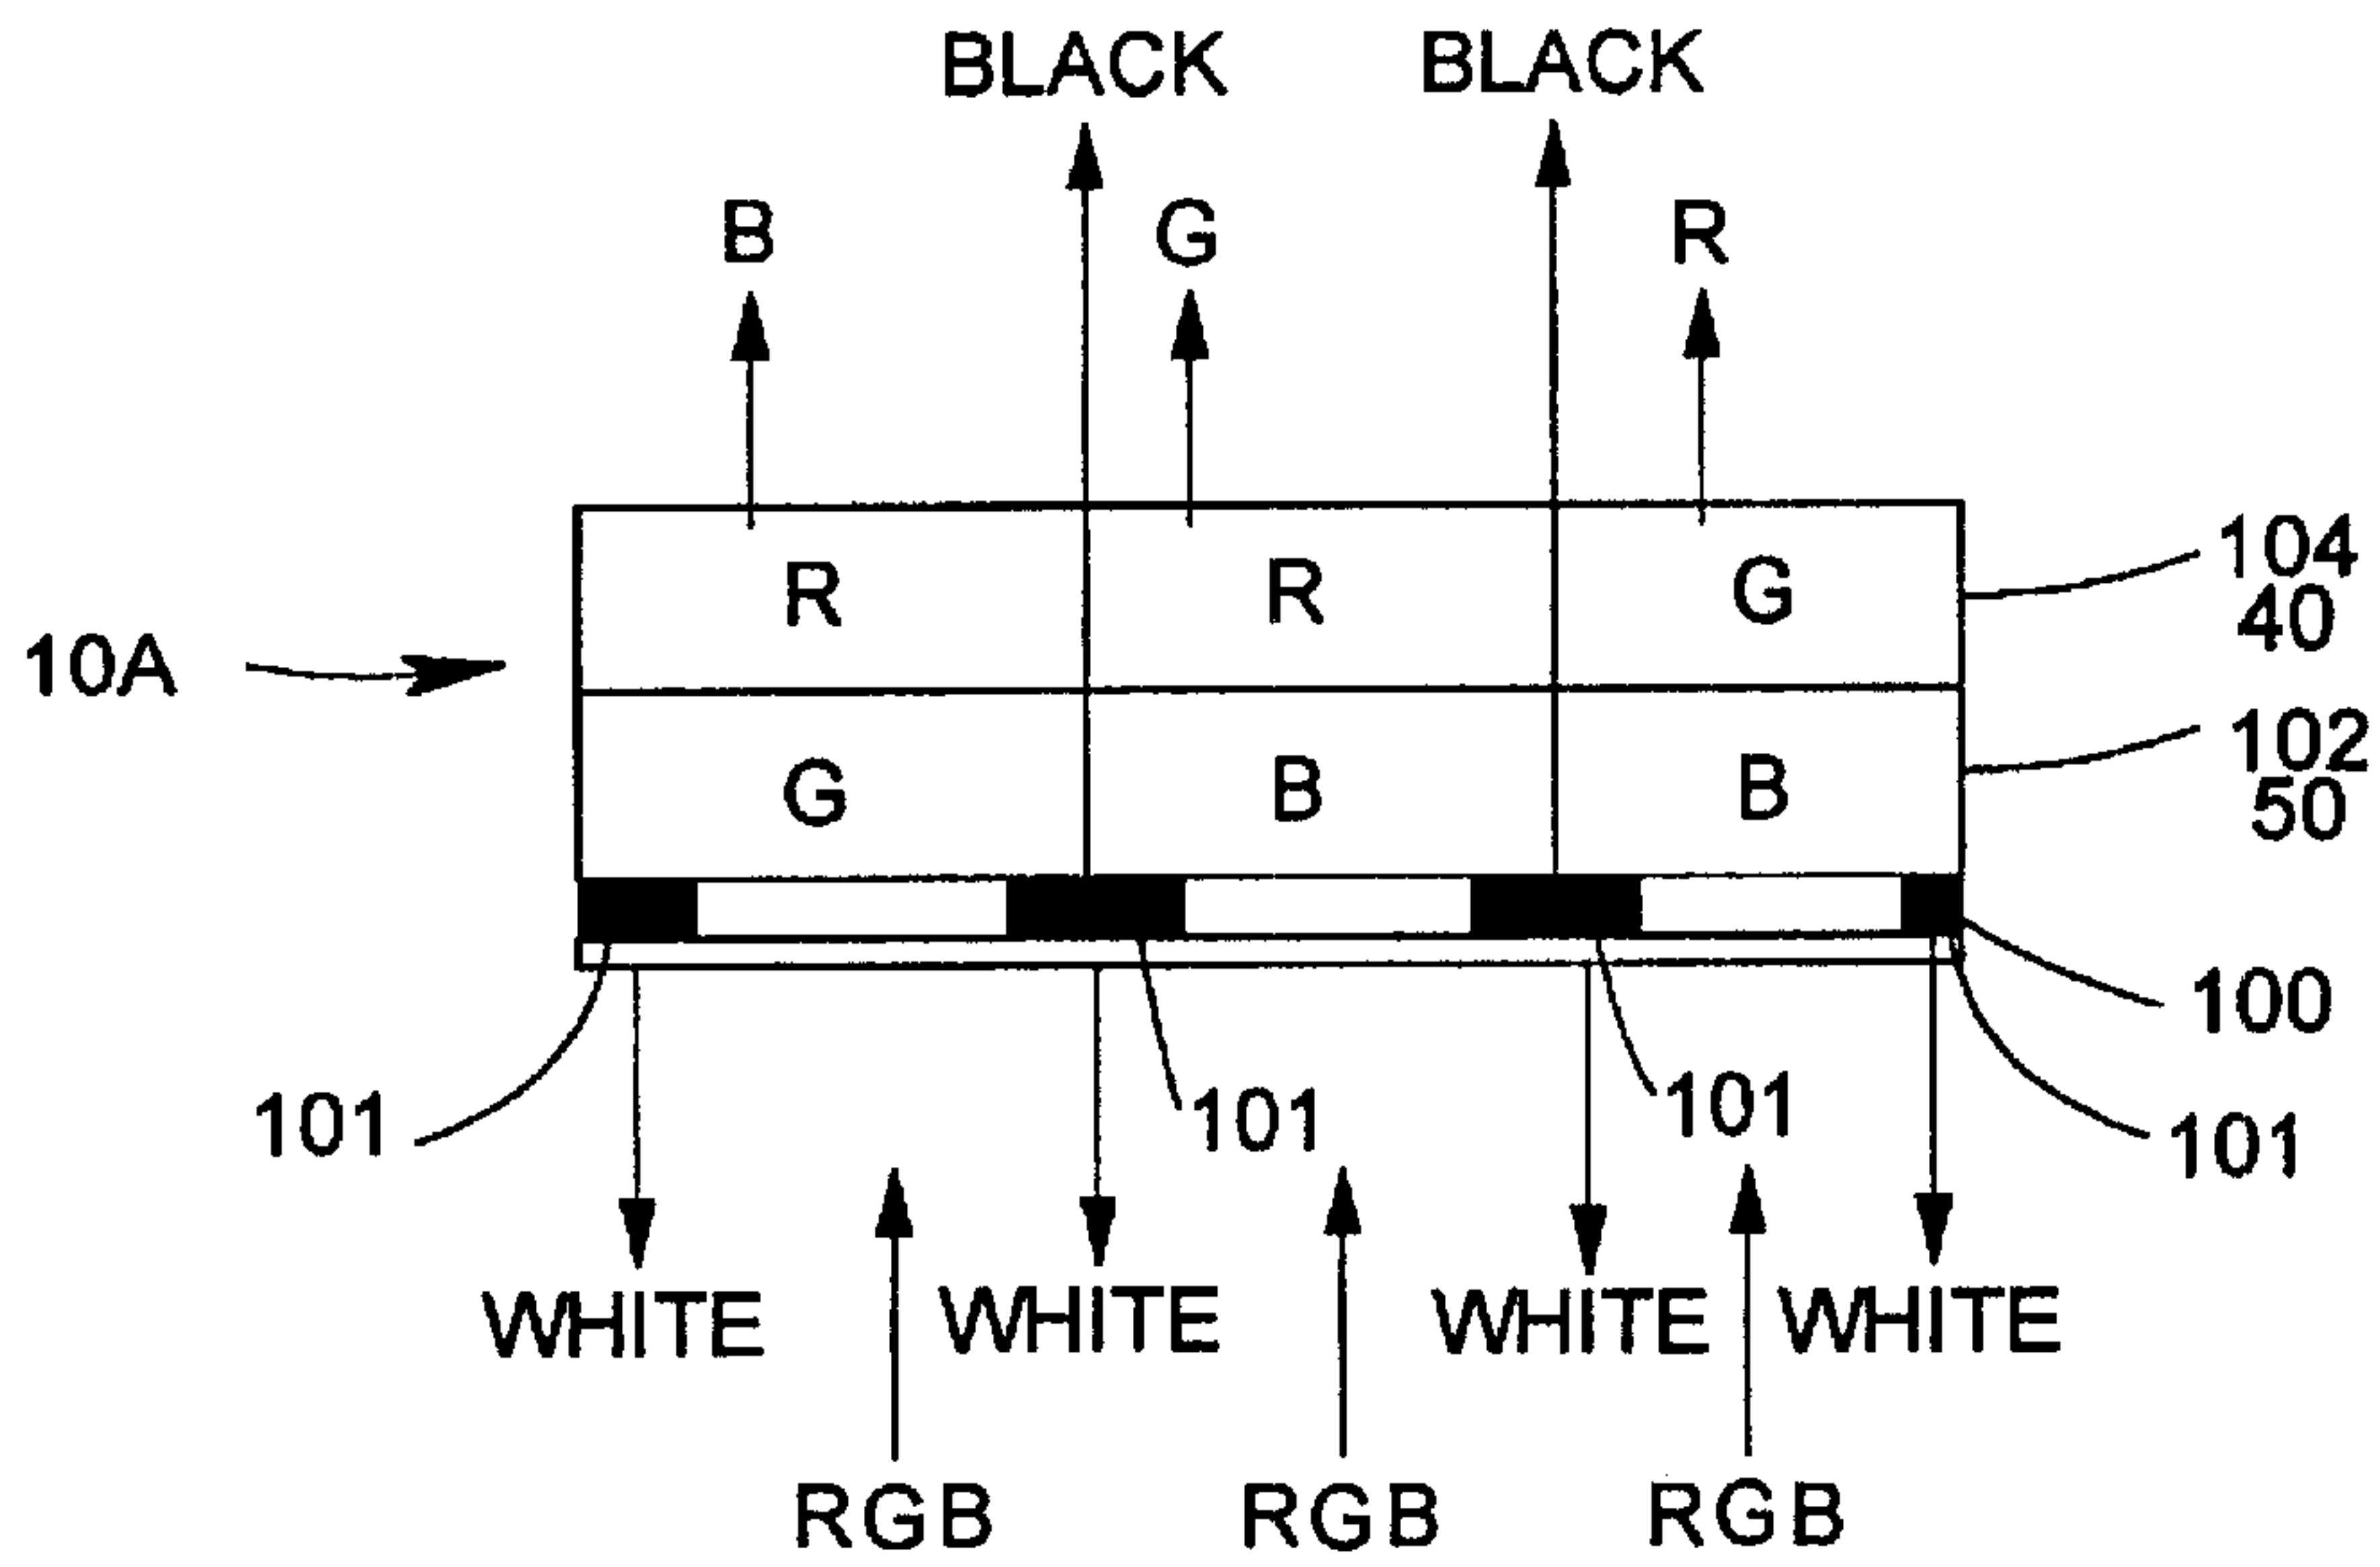 BLACK BLACK
B G R
R R G
104
40
10A
G B B
102
50
100
101 101 101 101
WHITE WHITE WHITE WHITE
RGB RGB RGB